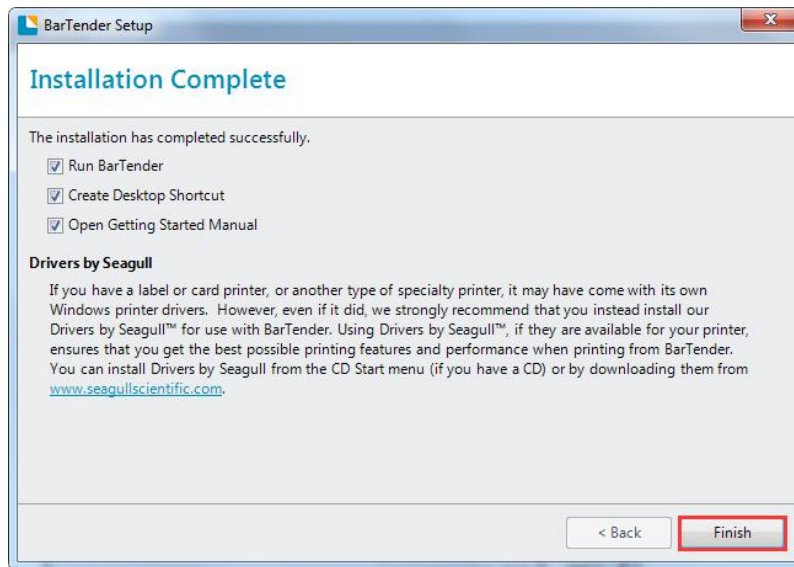 BarTender Setup
Installation Complete
The installation has completed successfully.
Run BarTender
Create Desktop Shortcut
Open Getting Started Manual
Drivers by Seagull
If you have a label or card printer, or another type of specialty printer, it may have come with its own
Windows printer drivers.  However, even if it did, we strongly recommend that you instead install our
Drivers by Seagull™ for use with BarTender. Using Drivers by Seagull™, if they are available for your printer,
ensures that you get the best possible printing features and performance when printing from BarTender.
You can install Drivers by Seagull from the CD Start menu (if you have a CD) or by downloading them from
www.seagullscientific.com.
< Back
Finish